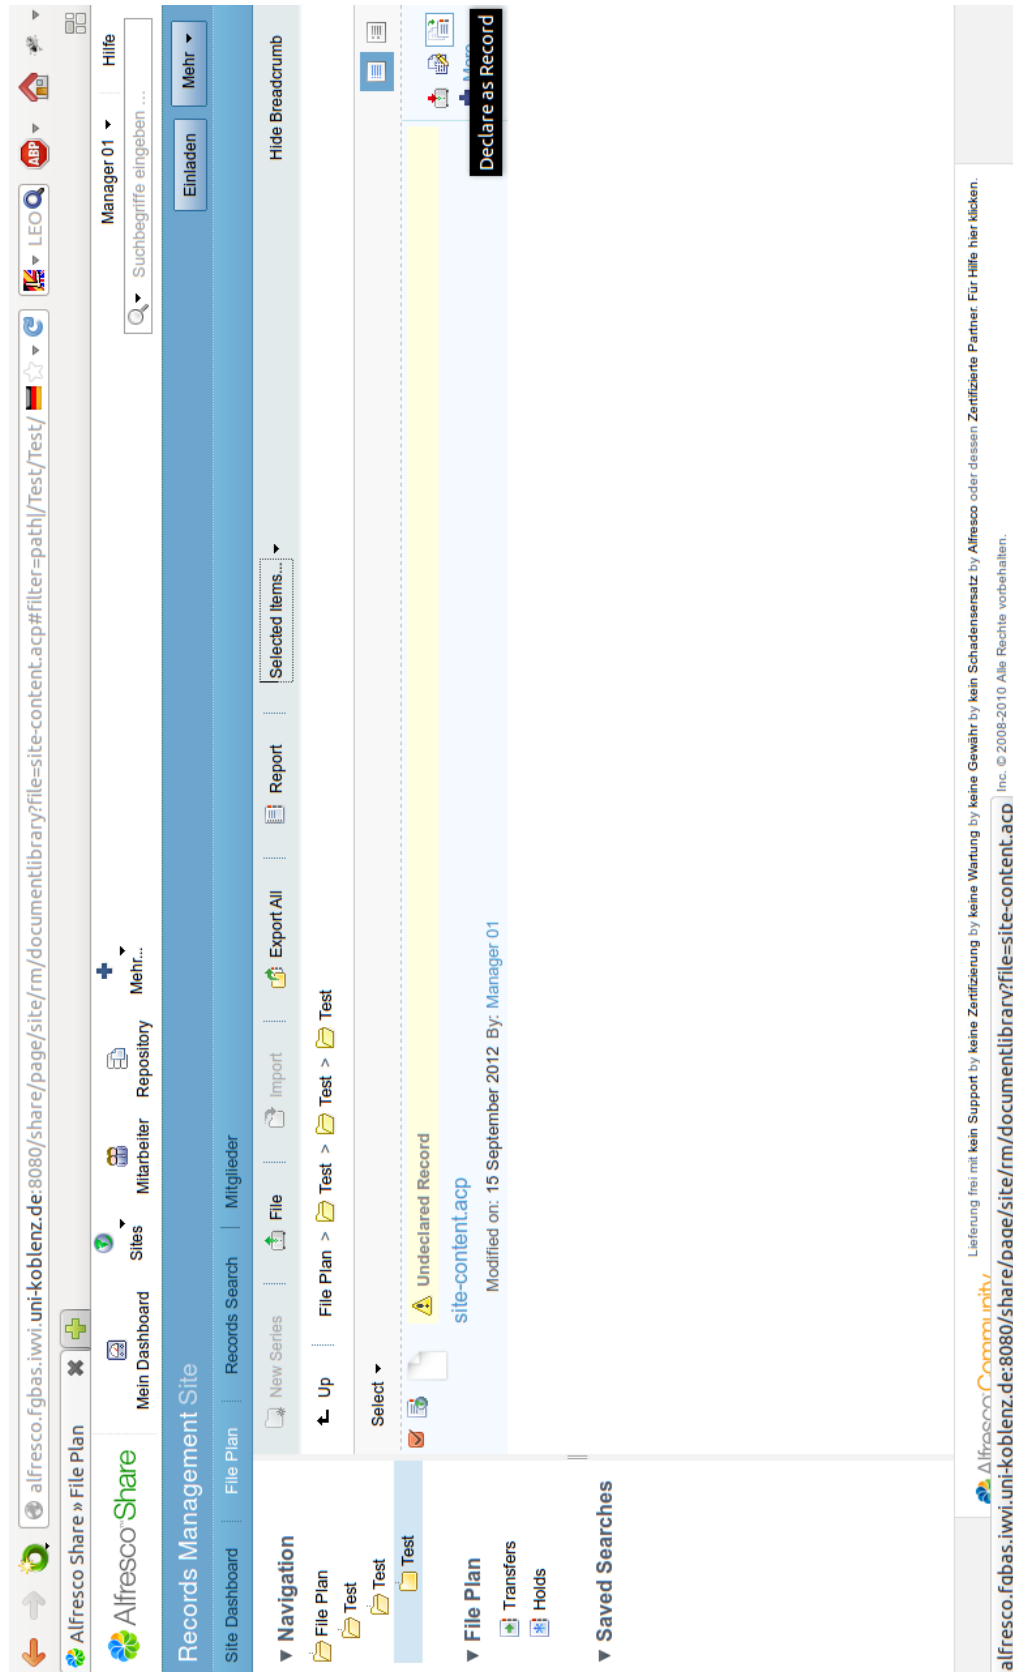 alfresco.fgbas.iwvi.uni-koblenz.de:8080/share/page/site/rm/documentlibrary?file=site-content.acp#filter=path|/Test/Test/Test/
LEO
ABP
Alfresco Share » File Plan
Alfresco Share
Mein Dashboard
Sites
Mitarbeiter
Repository
Mehr...
Manager 01
Hilfe
Suchbegriffe eingeben ...
Records Management Site
Einladen
Mehr
Site Dashboard
File Plan
Records Search
Mitglieder
Navigation
File Plan
Test
Test
Test
File Plan
Transfers
Holds
Saved Searches
New Series
File
Import
Export All
Report
Selected Items...
Hide Breadcrumb
Up
File Plan > Test > Test > Test
Select
Undeclared Record
site-content.acp
Modified on: 15 September 2012 By: Manager 01
More
Declare as Record
Alfresco Community
Lieferung frei mit kein Support by keine Zertifizierung by keine Wartung by keine Gewähr by kein Schadensersatz by Alfresco oder dessen Zertifizierte Partner. Für Hilfe hier klicken.
Inc. © 2008-2010 Alle Rechte vorbehalten.
alfresco.fgbas.iwvi.uni-koblenz.de:8080/share/page/site/rm/documentlibrary?file=site-content.acp